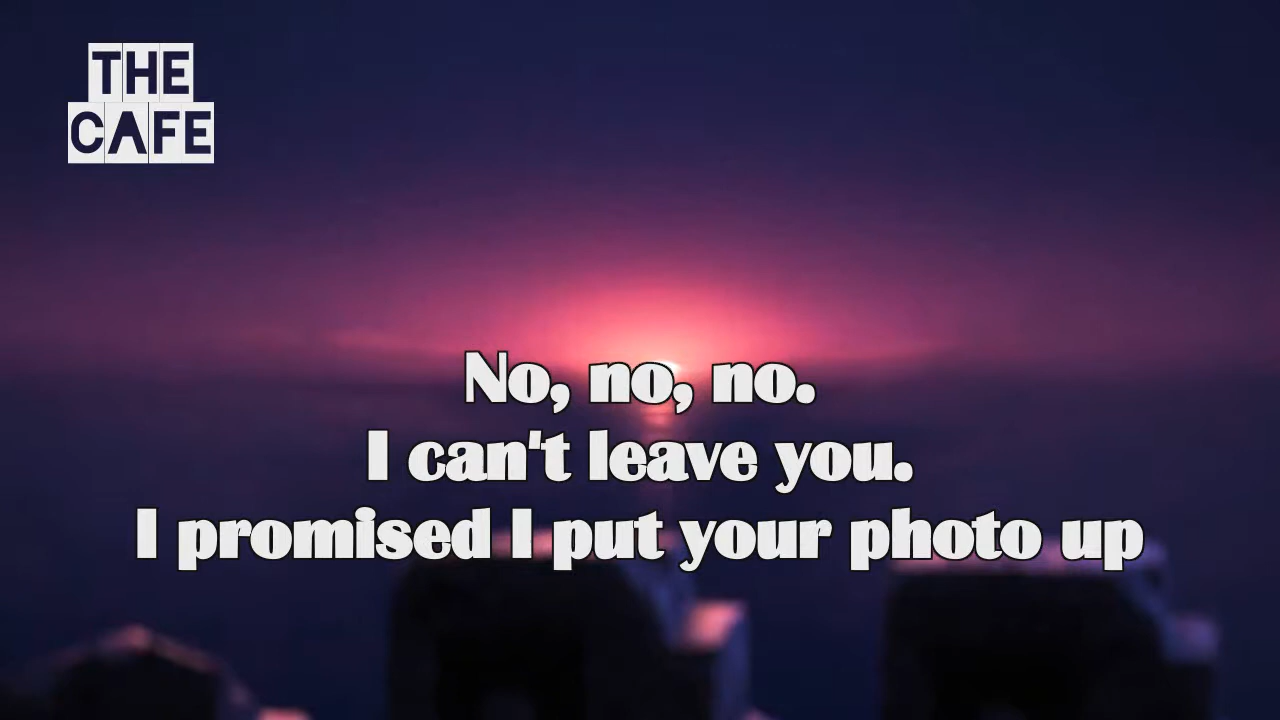 THE
CAFE
No, no, no.
I can't leave you.
I promised I put your photo up